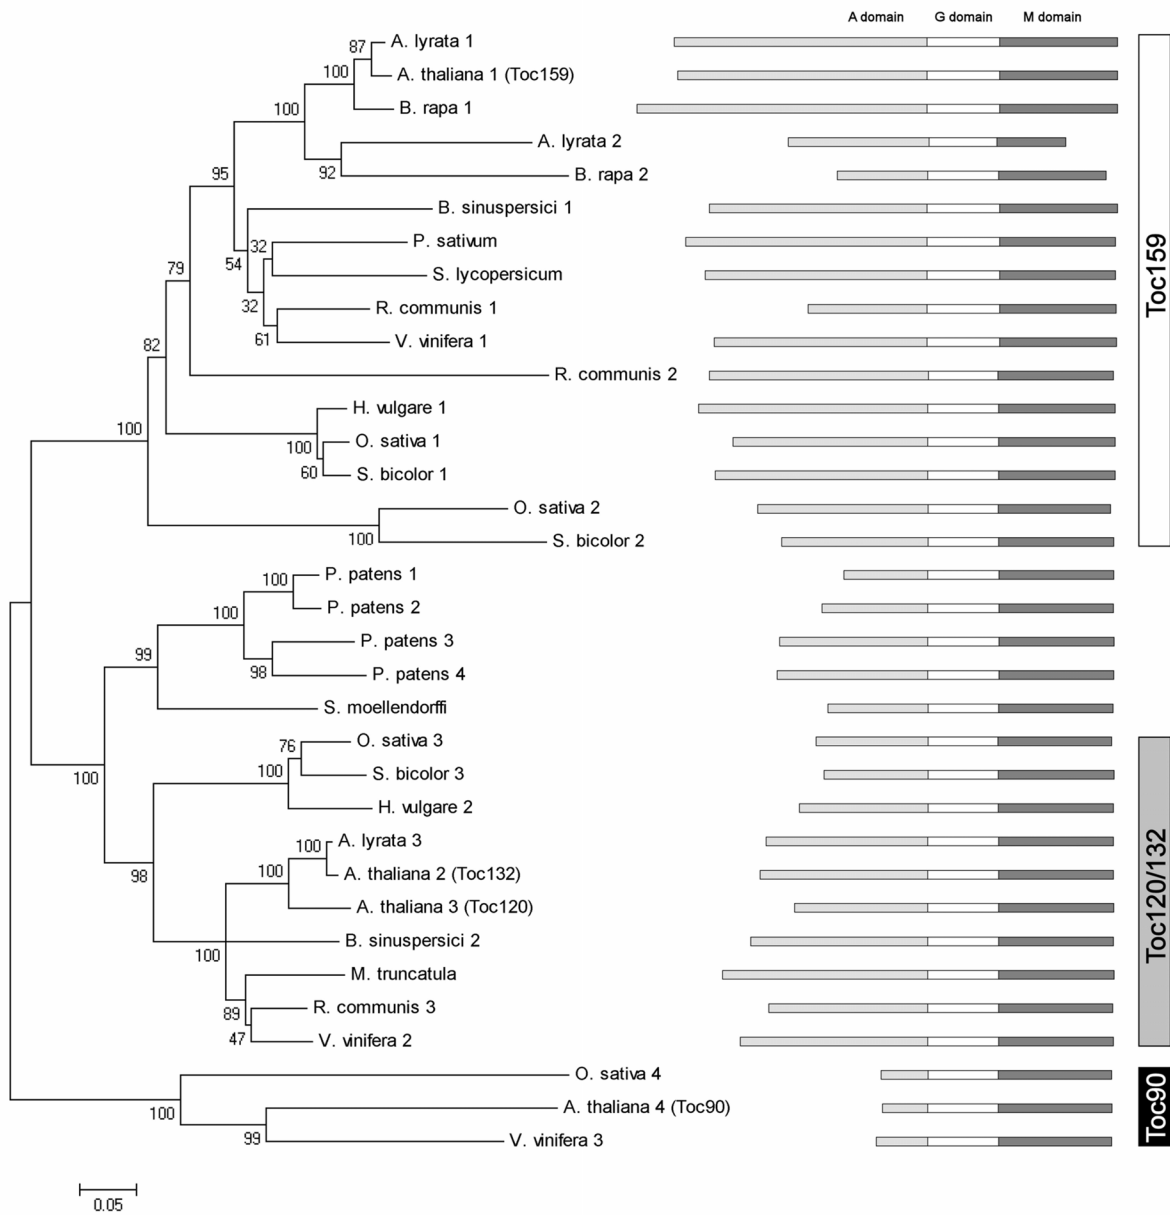 A domain G domain M domain
87 A. lyrata 1
100 A. thaliana 1 (Toc159)
100 B. rapa 1
A. lyrata 2
92 B. rapa 2
95
B. sinuspersici 1
32 P. sativum
54
79 S. lycopersicum
32 R. communis 1
61 V. vinifera 1
82
R. communis 2
H. vulgare 1
100 100 O. sativa 1
60 S. bicolor 1
O. sativa 2
100 S. bicolor 2
Toc159
100 P. patens 1
100 P. patens 2
99 P. patens 3
98 P. patens 4
S. moellendorffi
76 O. sativa 3
100 100 S. bicolor 3
H. vulgare 2
100 A. lyrata 3
98 100 A. thaliana 2 (Toc132)
A. thaliana 3 (Toc120)
100 B. sinuspersici 2
M. truncatula
89 R. communis 3
47 V. vinifera 2
Toc120/132
O. sativa 4
100 A. thaliana 4 (Toc90)
99 V. vinifera 3
Toc90
0.05